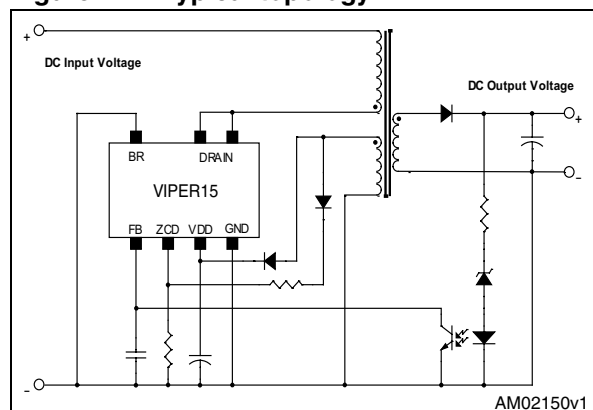 +
DC Input Voltage
DC Output Voltage
+
BR
DRAIN
VIPER15
FB
ZCD
VDD
GND
-
-
AM02150v1